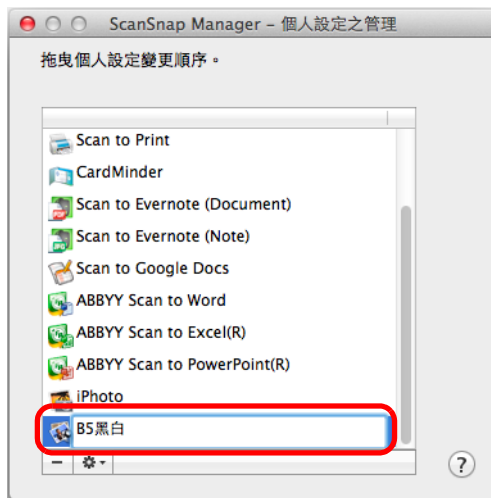 ScanSnap Manager – 個人設定之管理
拖曳個人設定變更順序。
Scan to Print
CardMinder
Scan to Evernote (Document)
Scan to Evernote (Note)
Scan to Google Docs
ABBYY Scan to Word
ABBYY Scan to Excel(R)
ABBYY Scan to PowerPoint(R)
iPhoto
B5黑白
?